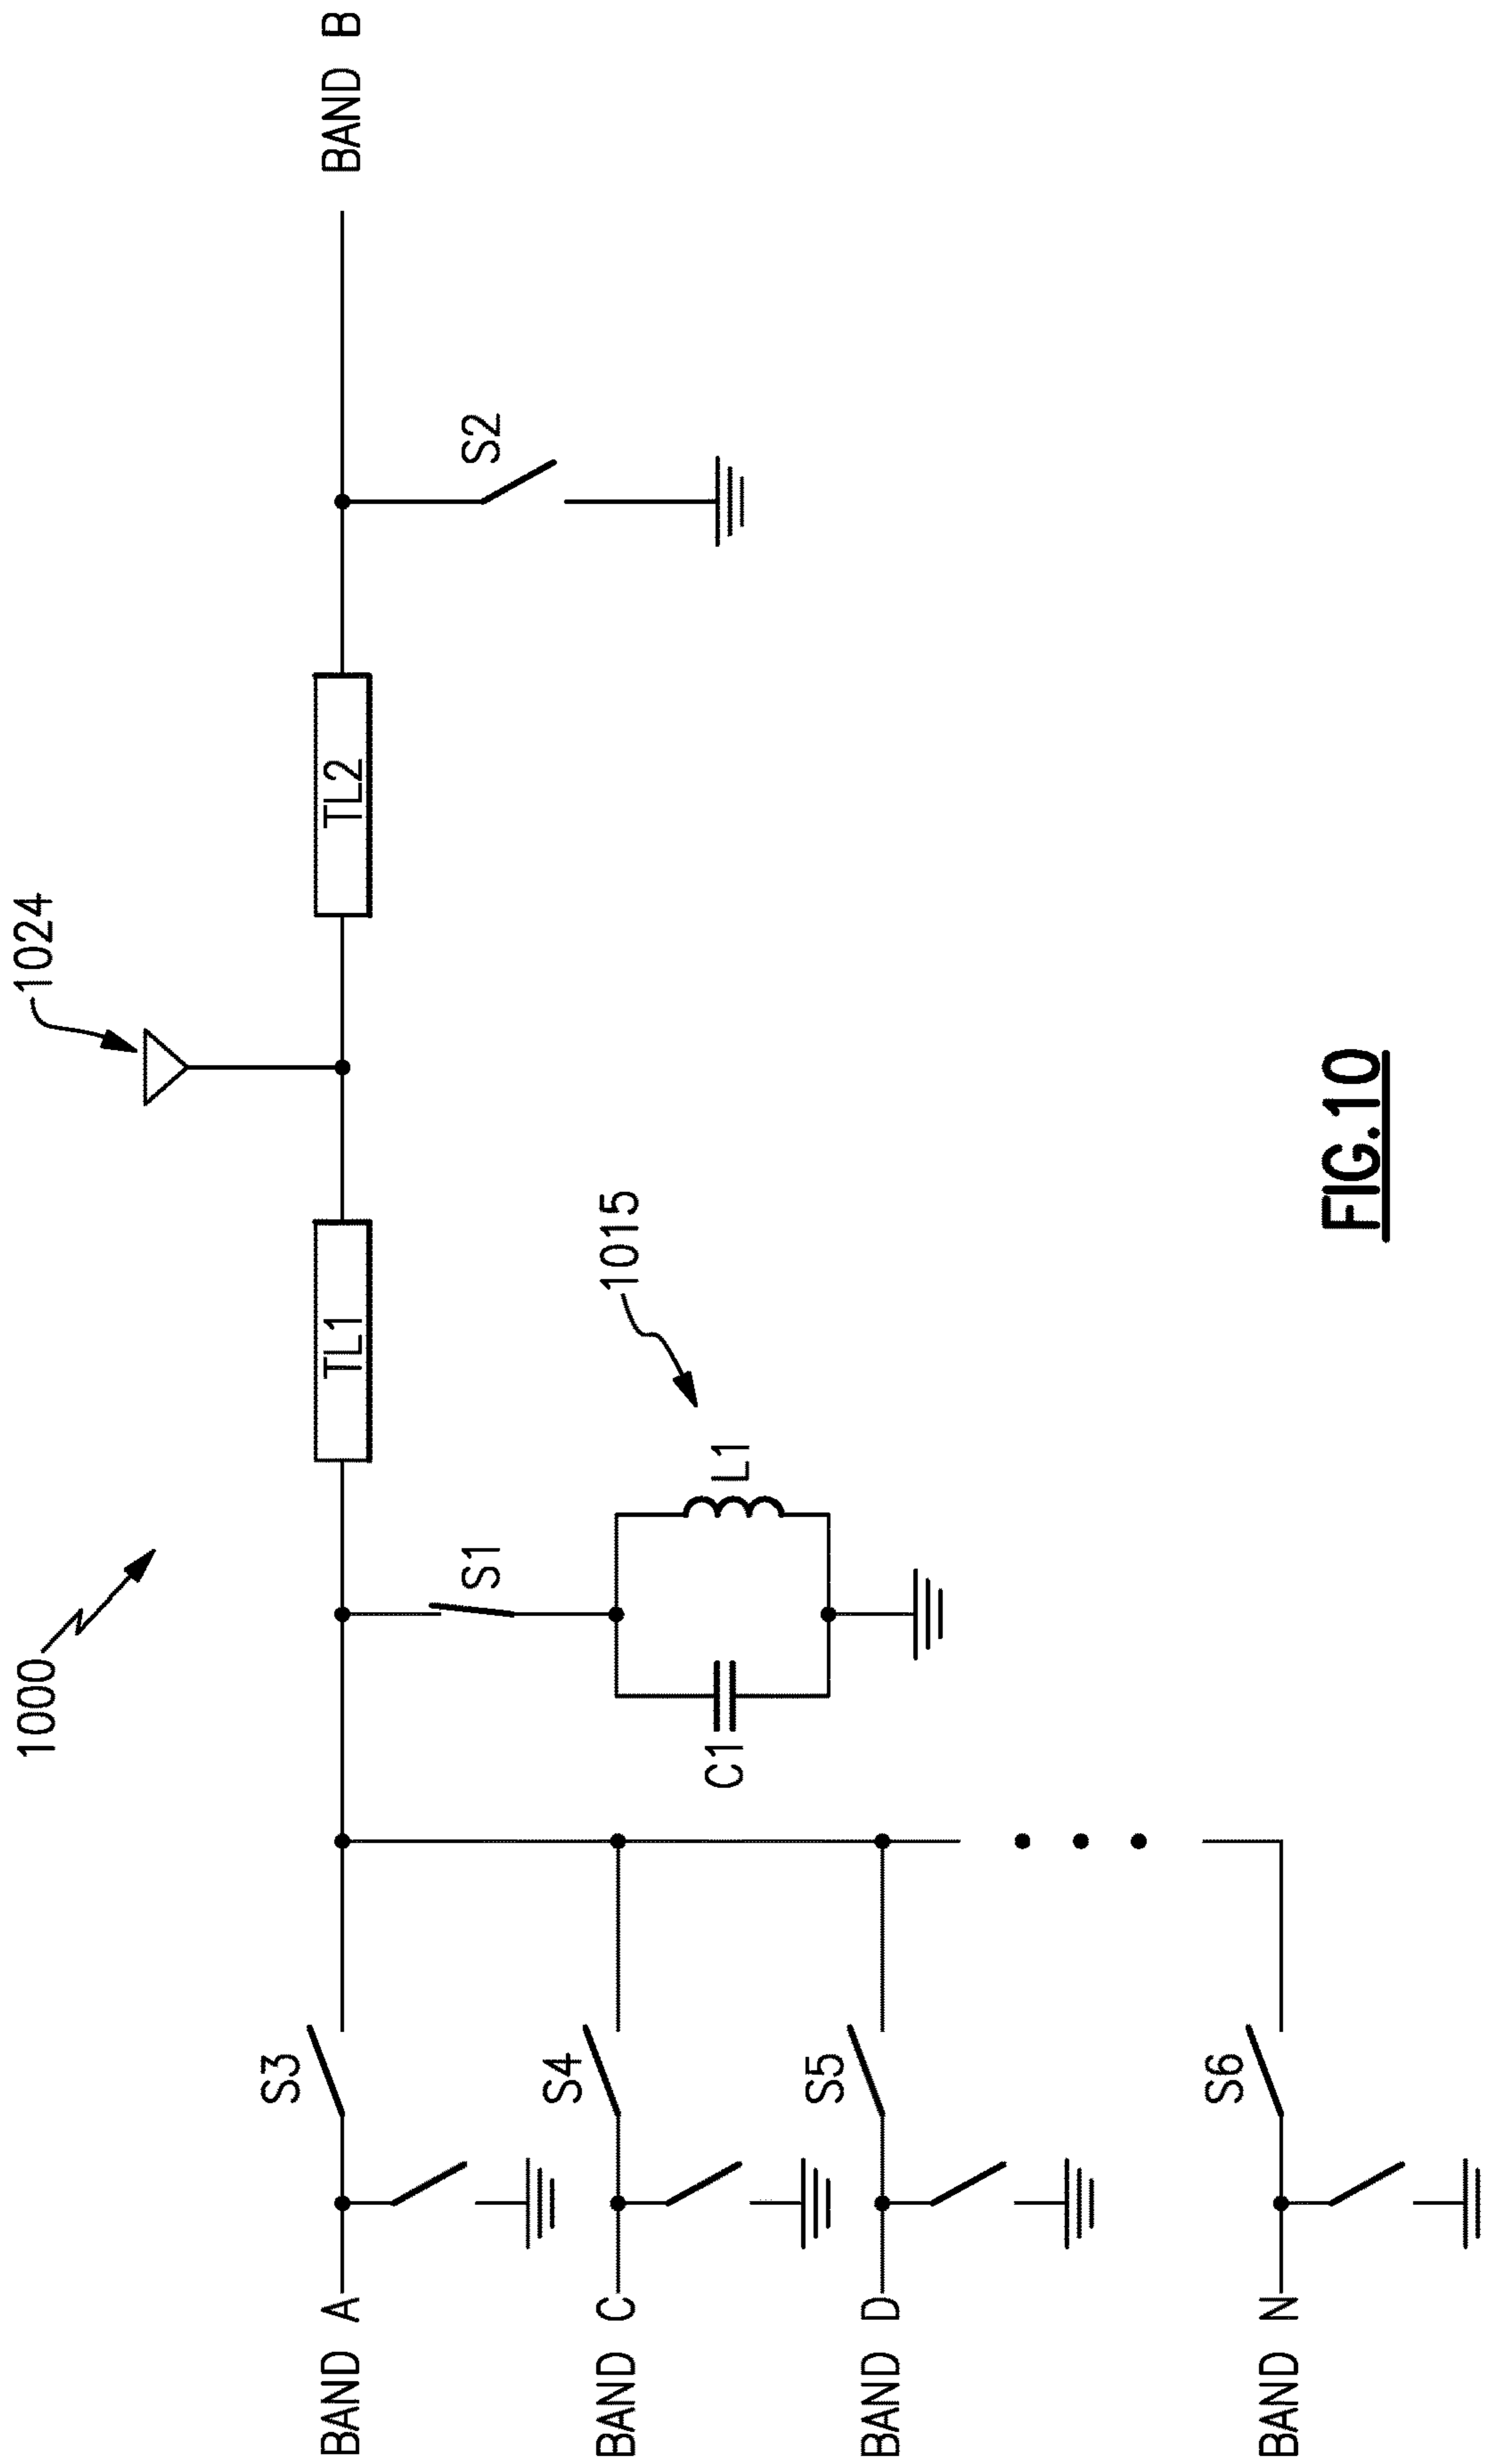 1000
1024
BAND A
S3
TL1
TL2
BAND B
S1
S2
BAND C
S4
C1
L1
1015
BAND D
S5
BAND N
S6
FIG.10